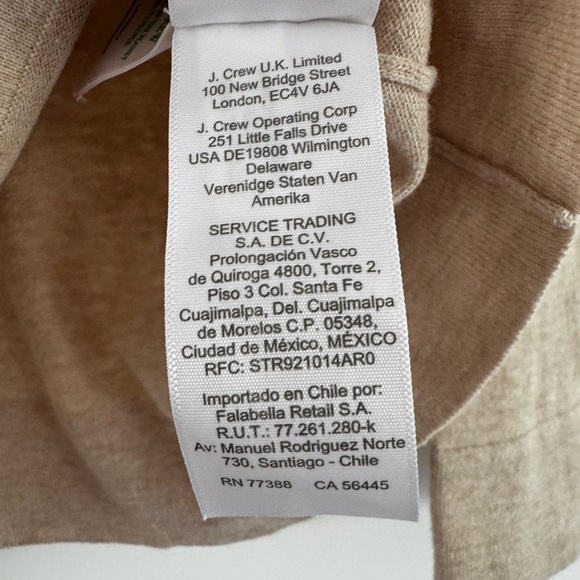 J. Crew U.K. Limited
100 New Bridge Street
London, EC4V 6JA
J. Crew Operating Corp
251 Little Falls Drive
USA DE19808 Wilmington
Delaware
Verenidge Staten Van
Amerika
SERVICE TRADING
S.A. DE C.V.
Prolongación Vasco
de Quiroga 4800, Torre 2,
Piso 3 Col. Santa Fe
Cuajimalpa, Del. Cuajimalpa
de Morelos C.P. 05348,
Ciudad de México, MÉXICO
RFC: STR921014AR0
Importado en Chile por:
Falabella Retail S.A.
R.U.T.: 77.261.280-k
Av: Manuel Rodriguez Norte
730, Santiago - Chile
RN 77388 CA 56445